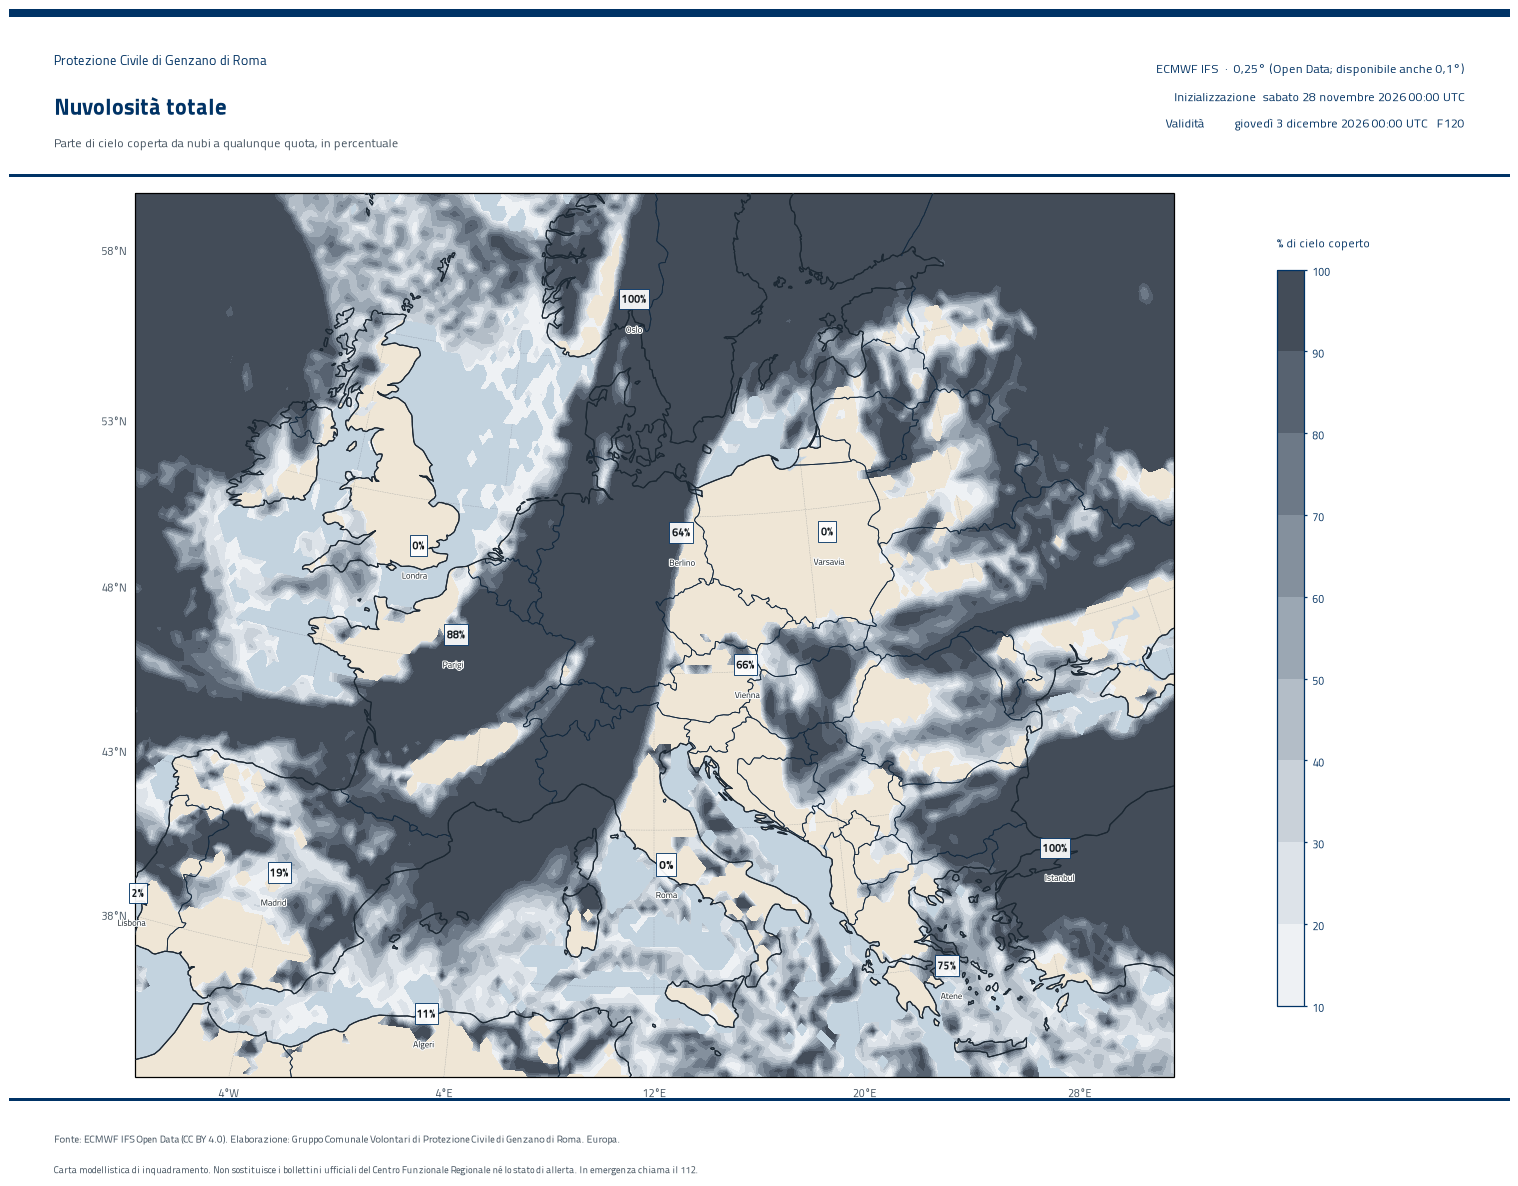 Protezione Civile di Genzano di Roma
Nuvolosità totale
Parte di cielo coperta da nubi a qualunque quota, in percentuale
ECMWF IFS · 0,25° (Open Data; disponibile anche 0,1°)
Inizializzazione sabato 28 novembre 2026 00:00 UTC
Validità giovedì 3 dicembre 2026 00:00 UTC F120
58°N
53°N
48°N
43°N
38°N
4°W
4°E
12°E
20°E
28°E
100%
Oslo
0%
Londra
64%
Berlino
0%
Varsavia
88%
Parigi
66%
Vienna
19%
Madrid
2%
Lisbona
0%
Roma
100%
Istanbul
75%
Atene
11%
Algeri
% di cielo coperto
100
90
80
70
60
50
40
30
20
10
Fonte: ECMWF IFS Open Data (CC BY 4.0). Elaborazione: Gruppo Comunale Volontari di Protezione Civile di Genzano di Roma. Europa.
Carta modellistica di inquadramento. Non sostituisce i bollettini ufficiali del Centro Funzionale Regionale né lo stato di allerta. In emergenza chiama il 112.